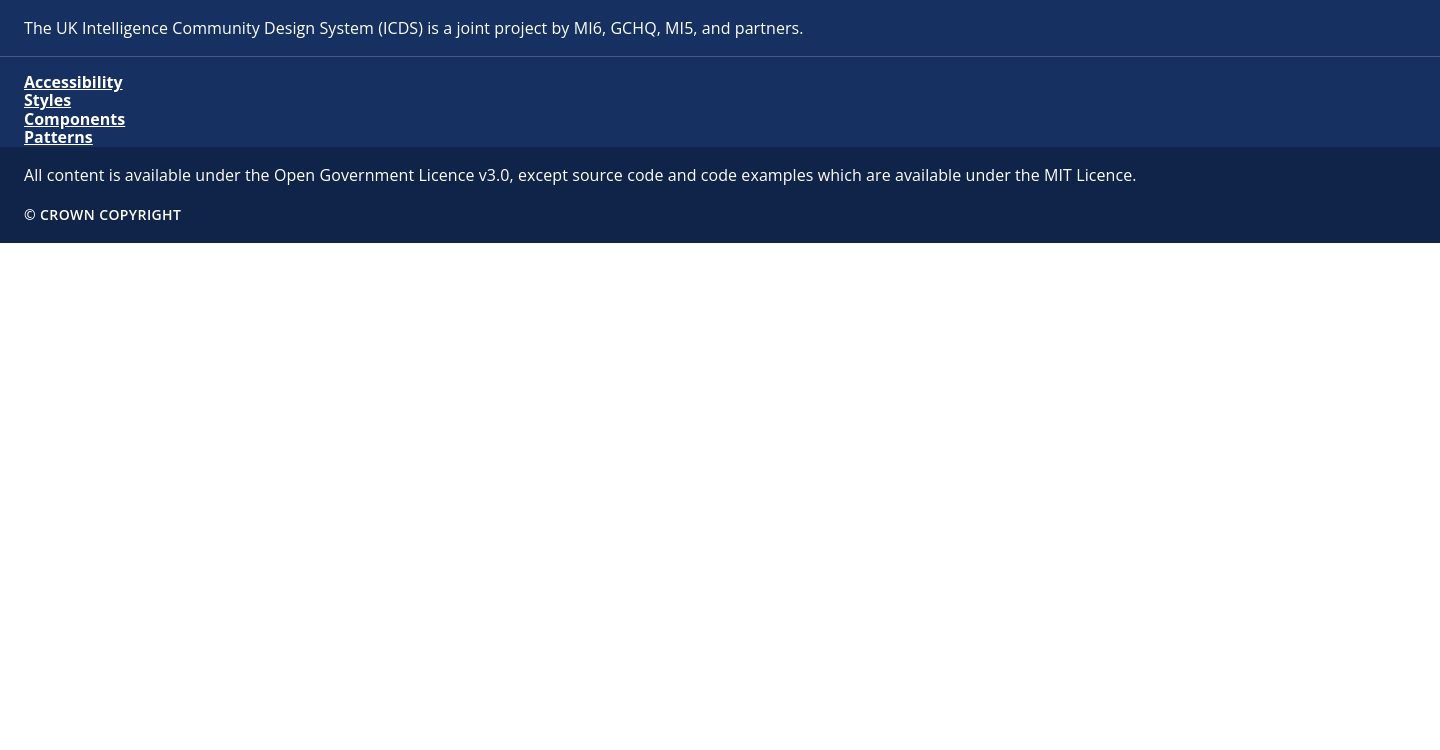 The UK Intelligence Community Design System (ICDS) is a joint project by MI6, GCHQ, MI5, and partners.
Accessibility
Styles
Components
Patterns
All content is available under the Open Government Licence v3.0, except source code and code examples which are available under the MIT Licence.
© CROWN COPYRIGHT